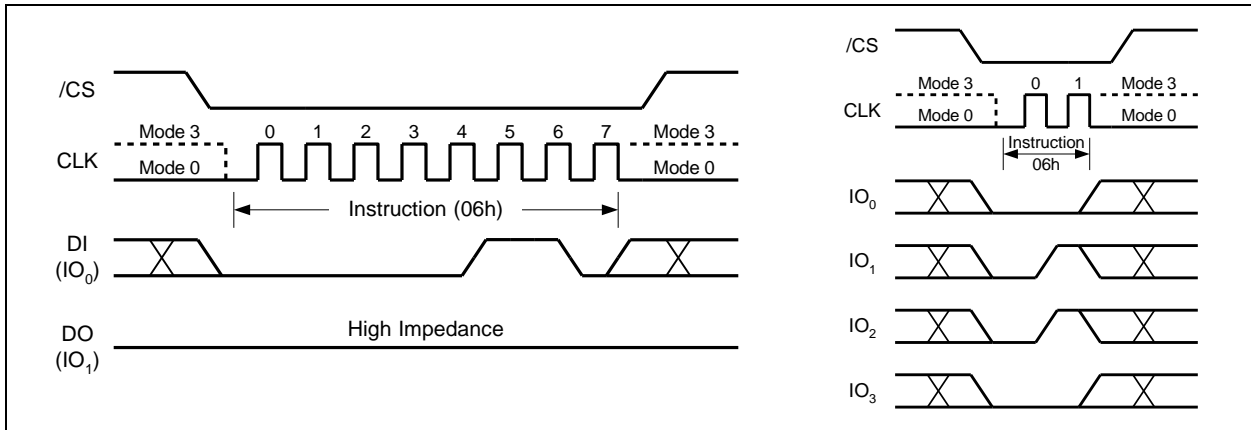 /CS
Mode 3 0 1 2 3 4 5 6 7 Mode 3
CLK
Mode 0 Mode 0
Instruction (06h)
DI
(IO0)
High Impedance
DO
(IO1)
/CS
Mode 3 0 1 Mode 3
CLK
Mode 0 Mode 0
Instruction
06h
IO0
IO1
IO2
IO3